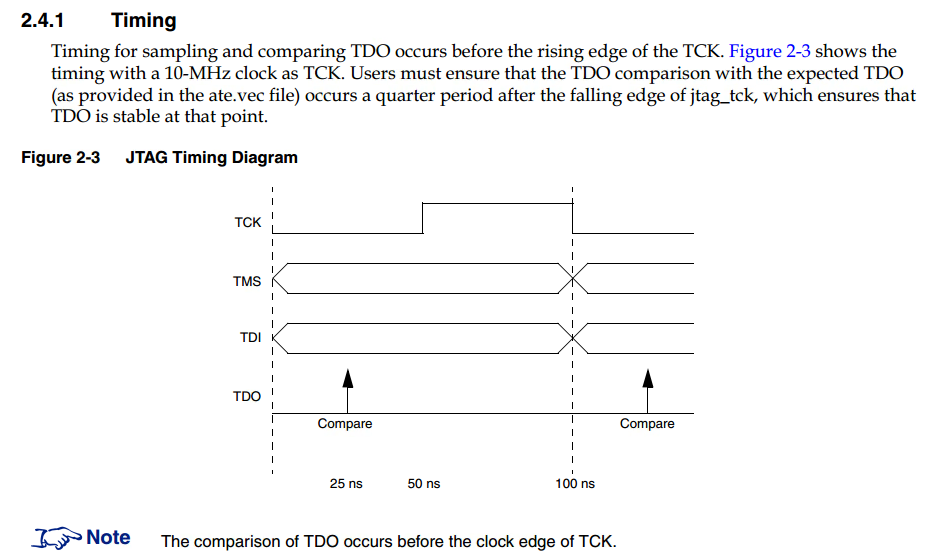 2.4.1 Timing
Timing for sampling and comparing TDO occurs before the rising edge of the TCK. Figure 2-3 shows the
timing with a 10-MHz clock as TCK. Users must ensure that the TDO comparison with the expected TDO
(as provided in the ate.vec file) occurs a quarter period after the falling edge of jtag_tck, which ensures that
TDO is stable at that point.
Figure 2-3 JTAG Timing Diagram
TCK
TMS
TDI
TDO
Compare Compare
25 ns 50 ns 100 ns
Note The comparison of TDO occurs before the clock edge of TCK.